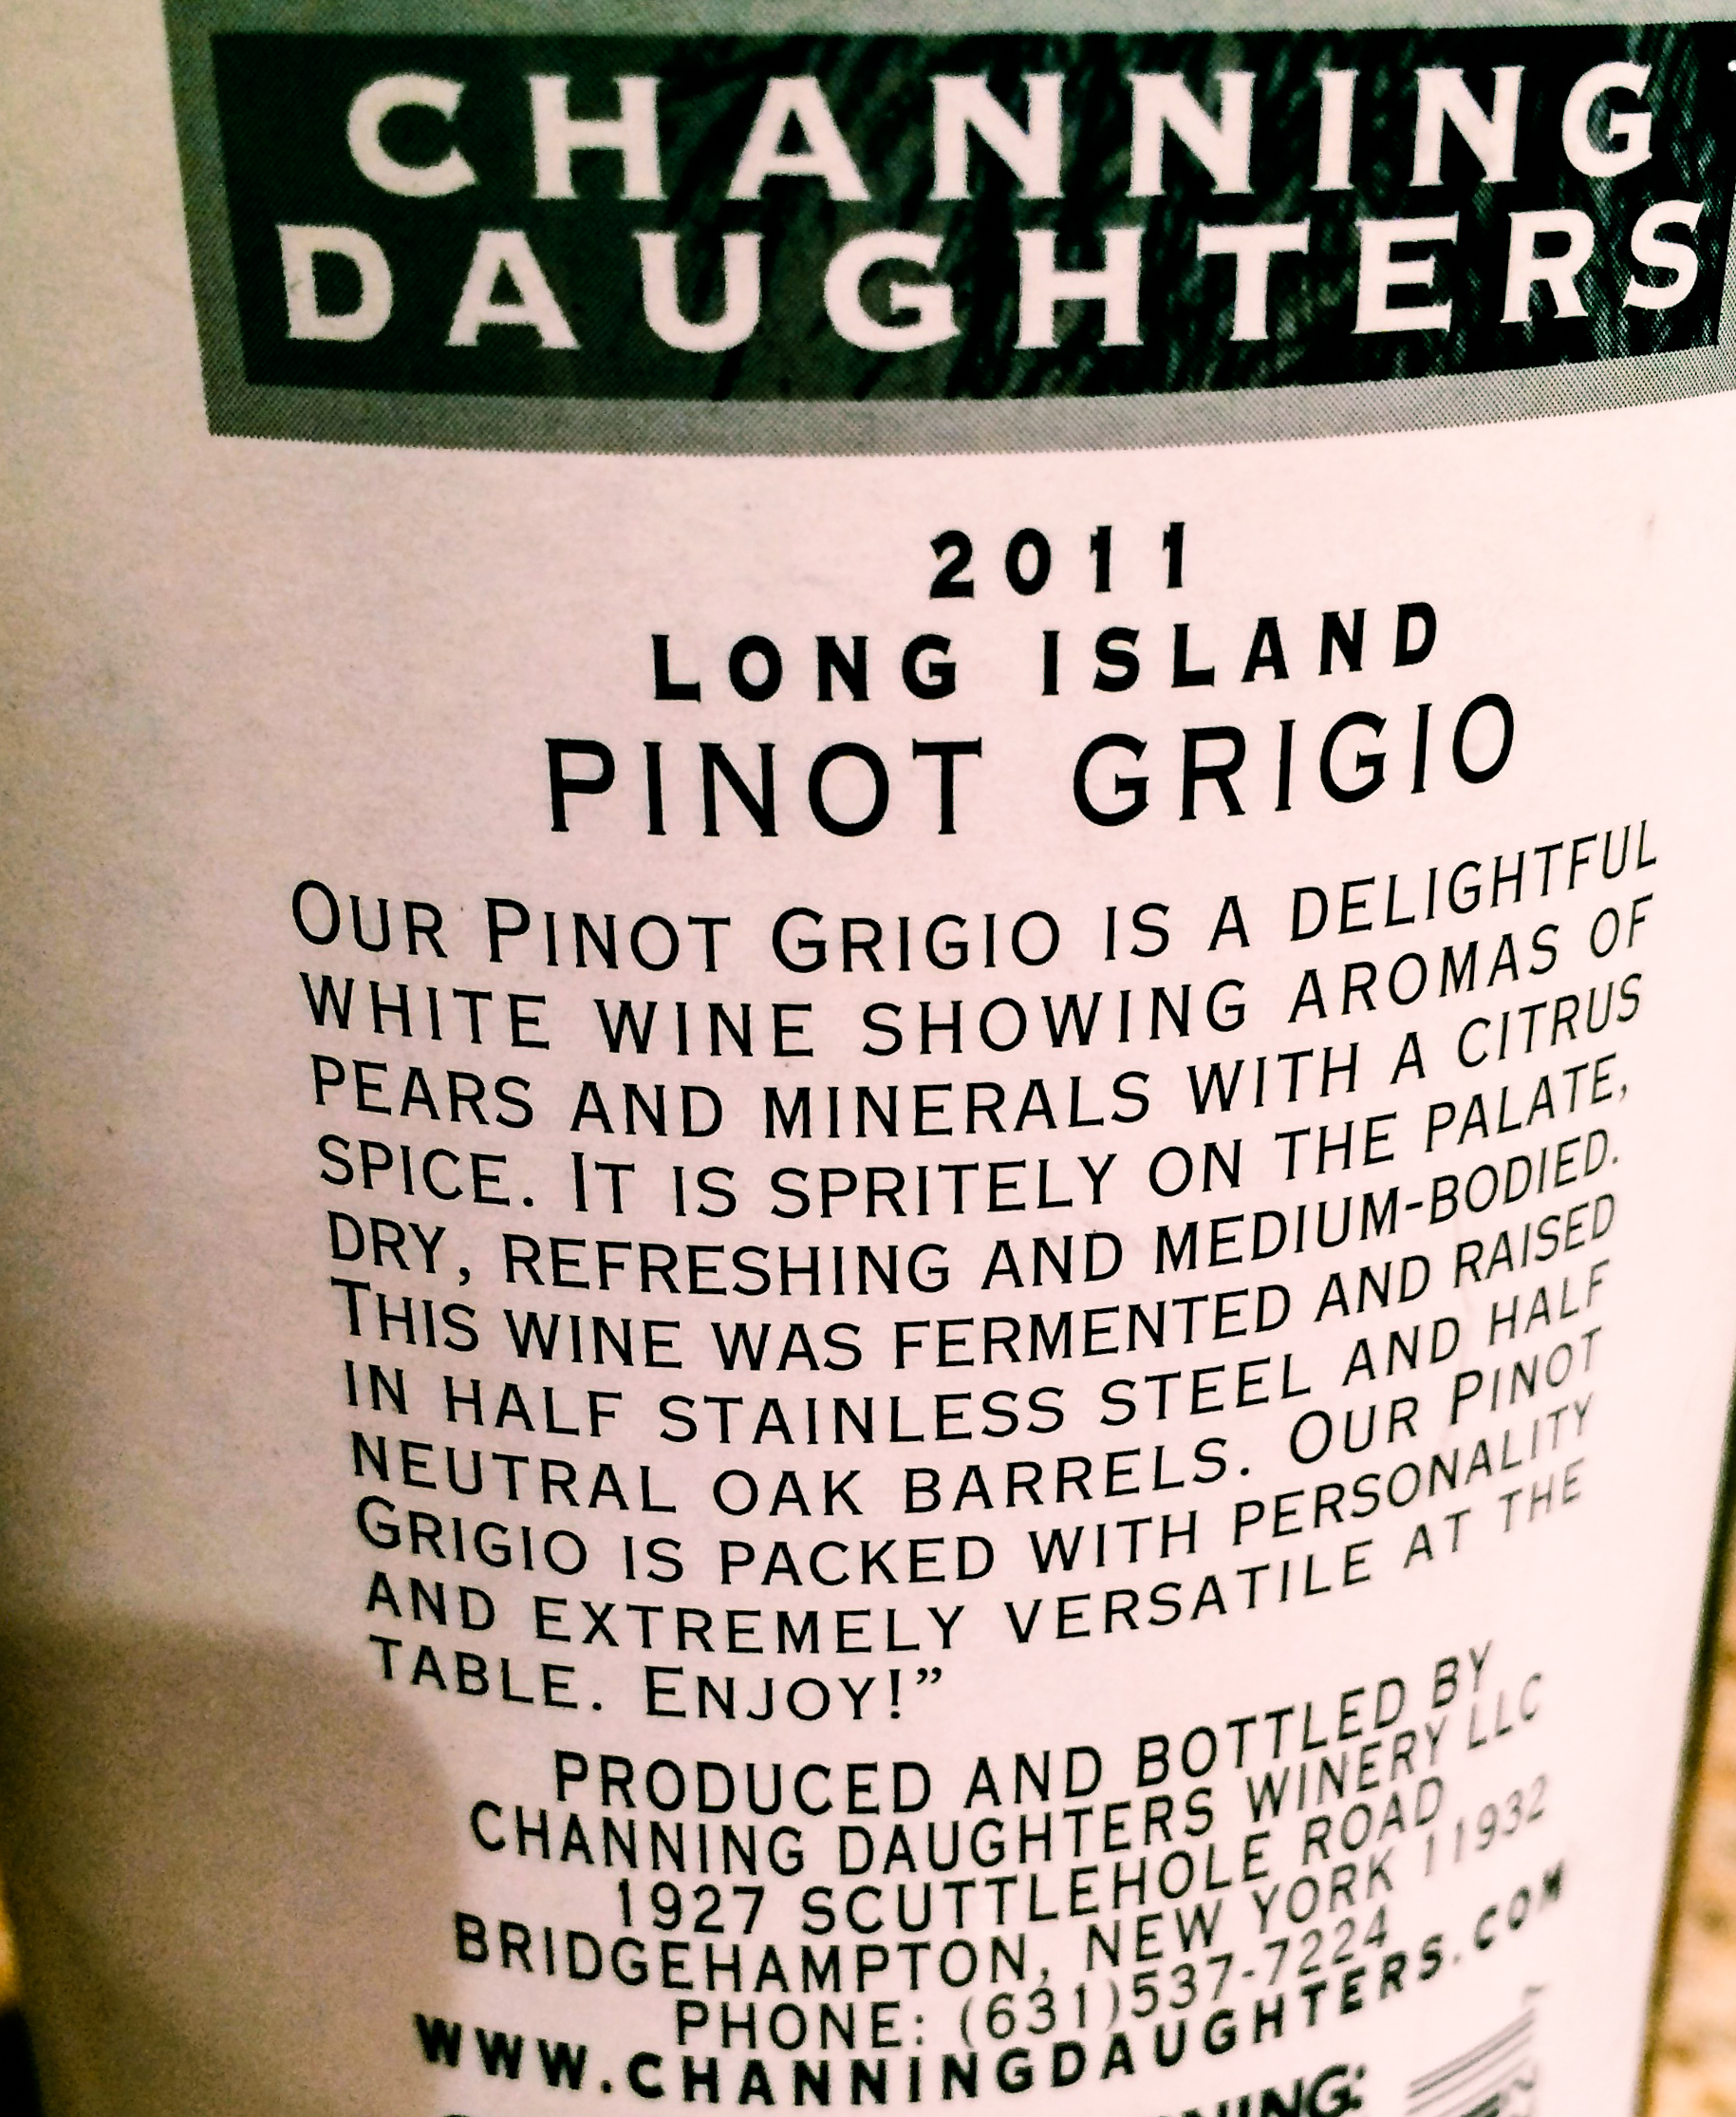 CHANNING
DAUGHTERS
2011
LONG ISLAND
PINOT GRIGIO
OUR PINOT GRIGIO IS A DELIGHTFUL
WHITE WINE SHOWING AROMAS OF
PEARS AND MINERALS WITH A CITRUS
SPICE. IT IS SPRITELY ON THE PALATE,
DRY, REFRESHING AND MEDIUM-BODIED.
THIS WINE WAS FERMENTED AND RAISED
IN HALF STAINLESS STEEL AND HALF
NEUTRAL OAK BARRELS. OUR PINOT
GRIGIO IS PACKED WITH PERSONALITY
AND EXTREMELY VERSATILE AT THE
TABLE. ENJOY!”
PRODUCED AND BOTTLED BY
CHANNING DAUGHTERS WINERY LLC
1927 SCUTTLEHOLE ROAD
BRIDGEHAMPTON, NEW YORK 11932
PHONE: (631)537-7224
WWW.CHANNINGDAUGHTERS.COM